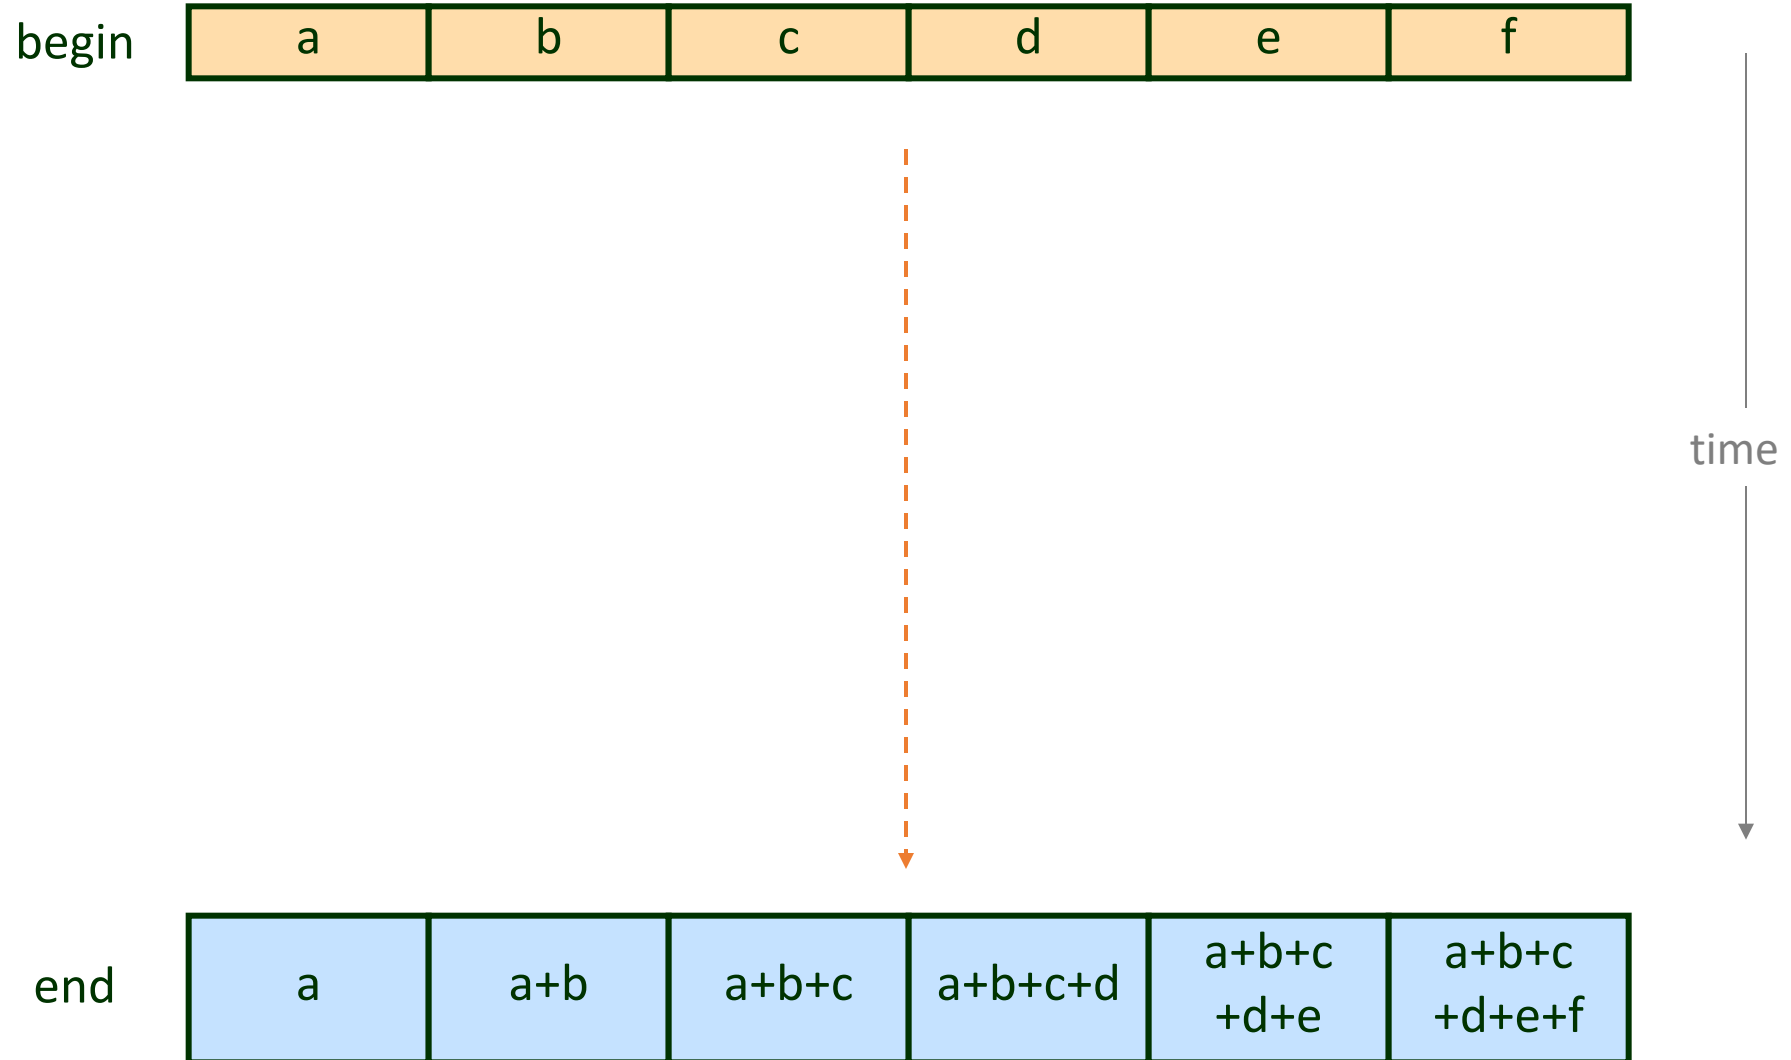 begin a b c d e f
time
end a a+b a+b+c a+b+c+d a+b+c +d+e a+b+c +d+e+f